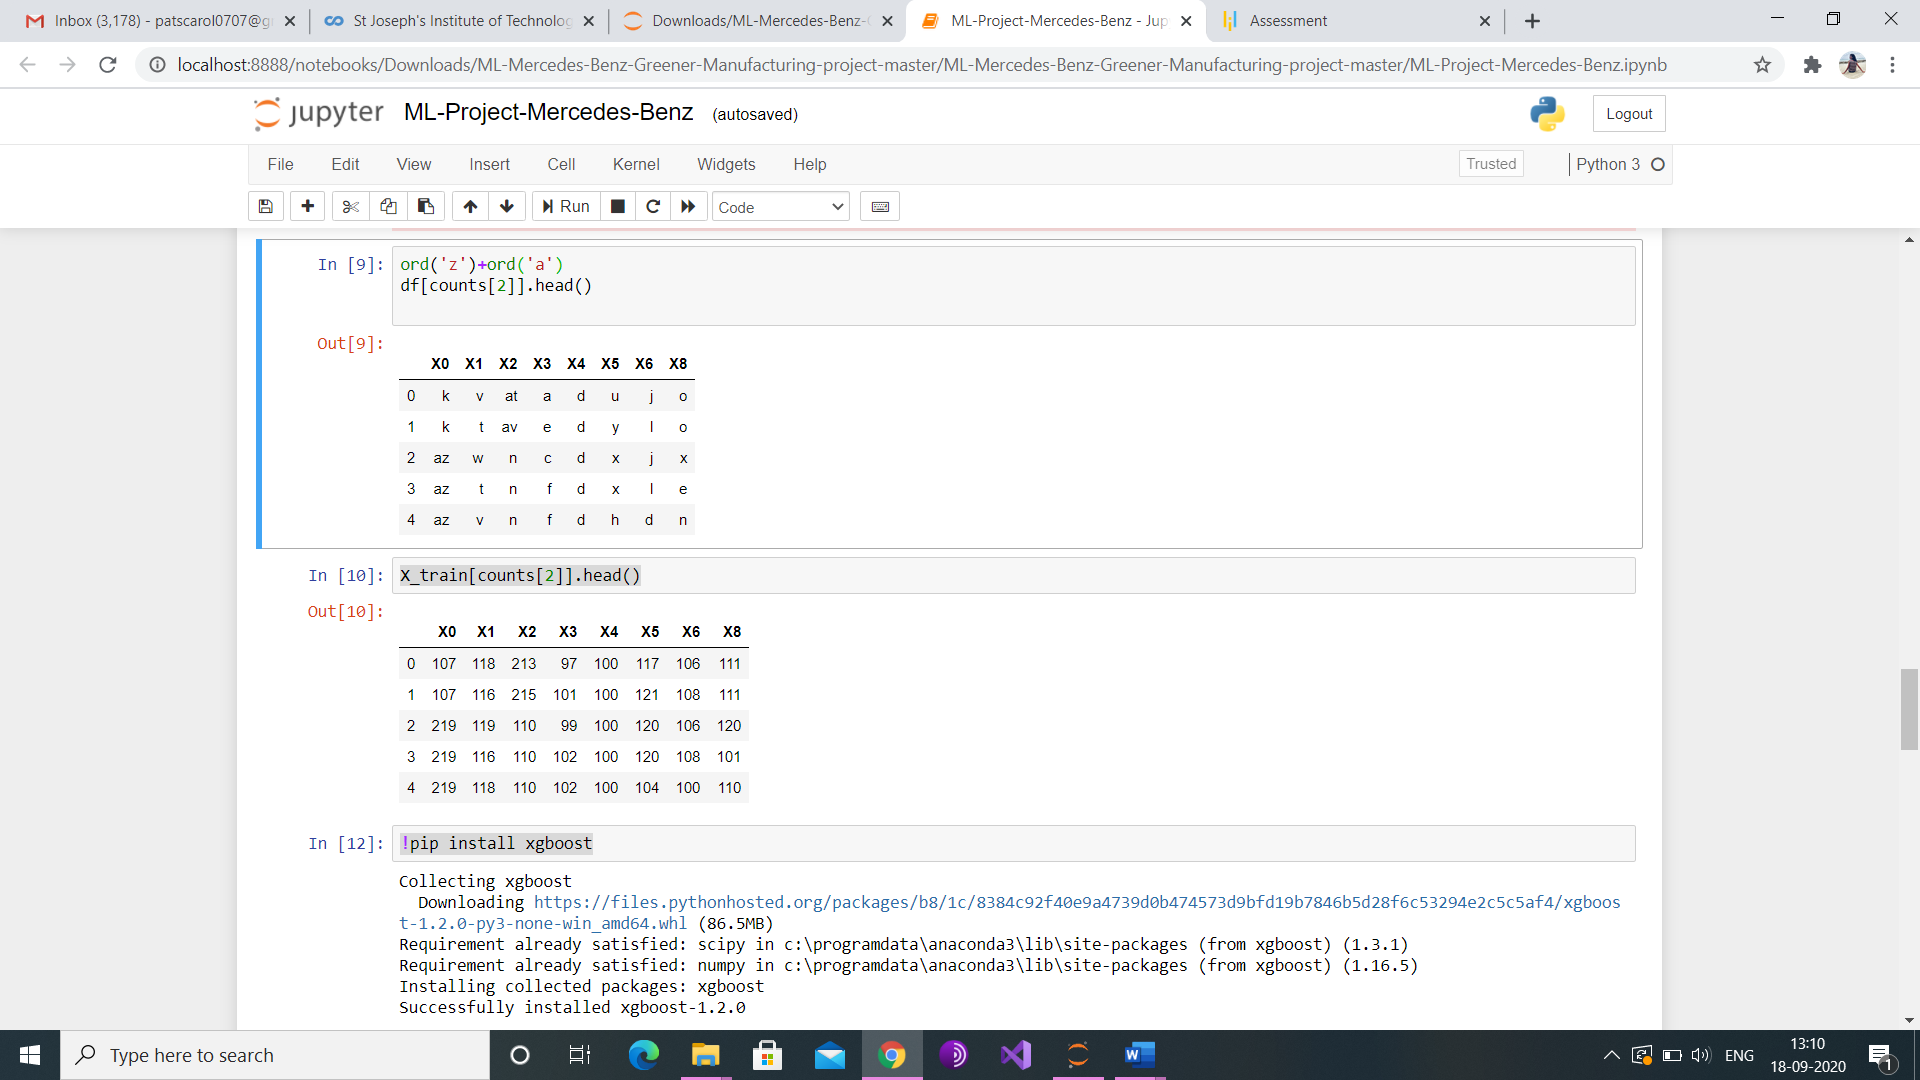 Inbox (3,178) - patscarol0707@g
St Joseph's Institute of Technolog
Downloads/ML-Mercedes-Benz-G
ML-Project-Mercedes-Benz - Jup
Assessment
localhost:8888/notebooks/Downloads/ML-Mercedes-Benz-Greener-Manufacturing-project-master/ML-Mercedes-Benz-Greener-Manufacturing-project-master/ML-Project-Mercedes-Benz.ipynb
jupyter ML-Project-Mercedes-Benz (autosaved)
Logout
File Edit View Insert Cell Kernel Widgets Help
Trusted
Python 3
Run
Code
In [9]: ord('z')+ord('a')
df[counts[2]].head()
Out[9]:
X0 X1 X2 X3 X4 X5 X6 X8
0 k v at a d u j o
1 k t av e d y l o
2 az w n c d x j x
3 az t n f d x l e
4 az v n f d h d n
In [10]: X_train[counts[2]].head()
Out[10]:
X0 X1 X2 X3 X4 X5 X6 X8
0 107 118 213 97 100 117 106 111
1 107 116 215 101 100 121 108 111
2 219 119 110 99 100 120 106 120
3 219 116 110 102 100 120 108 101
4 219 118 110 102 100 104 100 110
In [12]: !pip install xgboost
Collecting xgboost
Downloading https://files.pythonhosted.org/packages/b8/1c/8384c92f40e9a4739d0b474573d9bfd19b7846b5d28f6c53294e2c5c5af4/xgboos
t-1.2.0-py3-none-win_amd64.whl (86.5MB)
Requirement already satisfied: scipy in c:\programdata\anaconda3\lib\site-packages (from xgboost) (1.3.1)
Requirement already satisfied: numpy in c:\programdata\anaconda3\lib\site-packages (from xgboost) (1.16.5)
Installing collected packages: xgboost
Successfully installed xgboost-1.2.0
Type here to search
ENG
13:10
18-09-2020
1